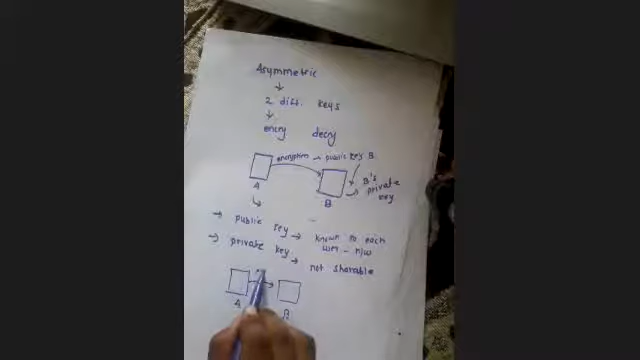 Asymmetric
2 diff. keys
encry decry
encryption → public key B
A
B
B's
private
key
→ public key → known to each
→ private key → not sharable
A
B